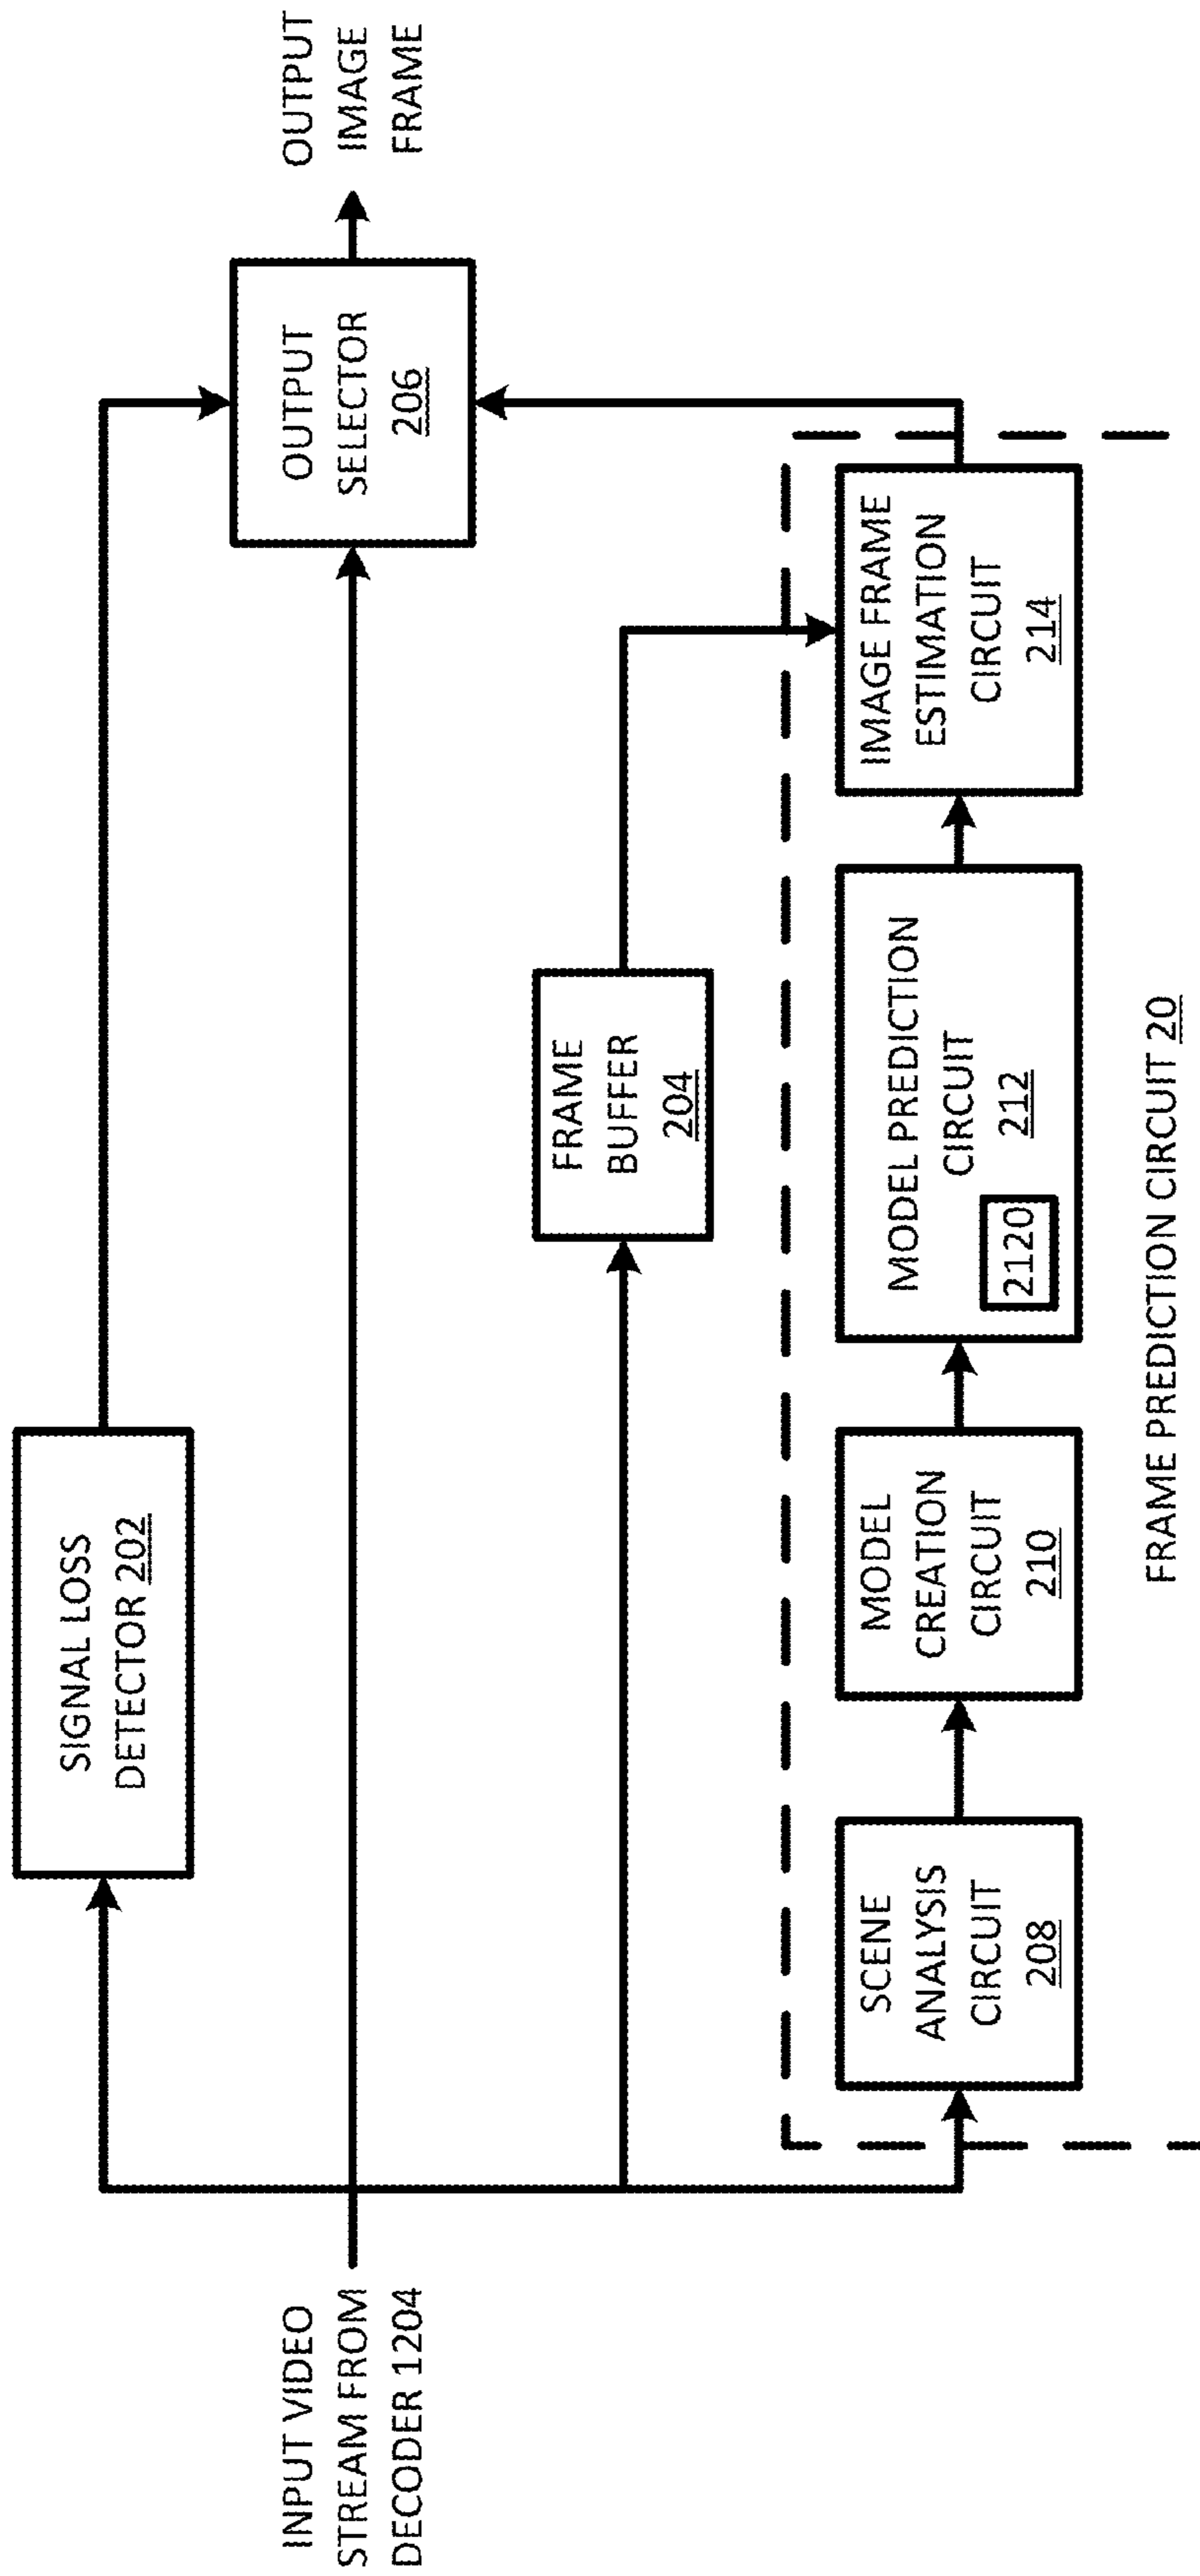 INPUT VIDEO
STREAM FROM
DECODER 1204
SIGNAL LOSS
DETECTOR 202
OUTPUT
SELECTOR
206
OUTPUT
IMAGE
FRAME
FRAME
BUFFER
204
SCENE
ANALYSIS
CIRCUIT
208
MODEL
CREATION
CIRCUIT
210
MODEL PREDICTION
CIRCUIT
212
2120
IMAGE FRAME
ESTIMATION
CIRCUIT
214
FRAME PREDICTION CIRCUIT 20